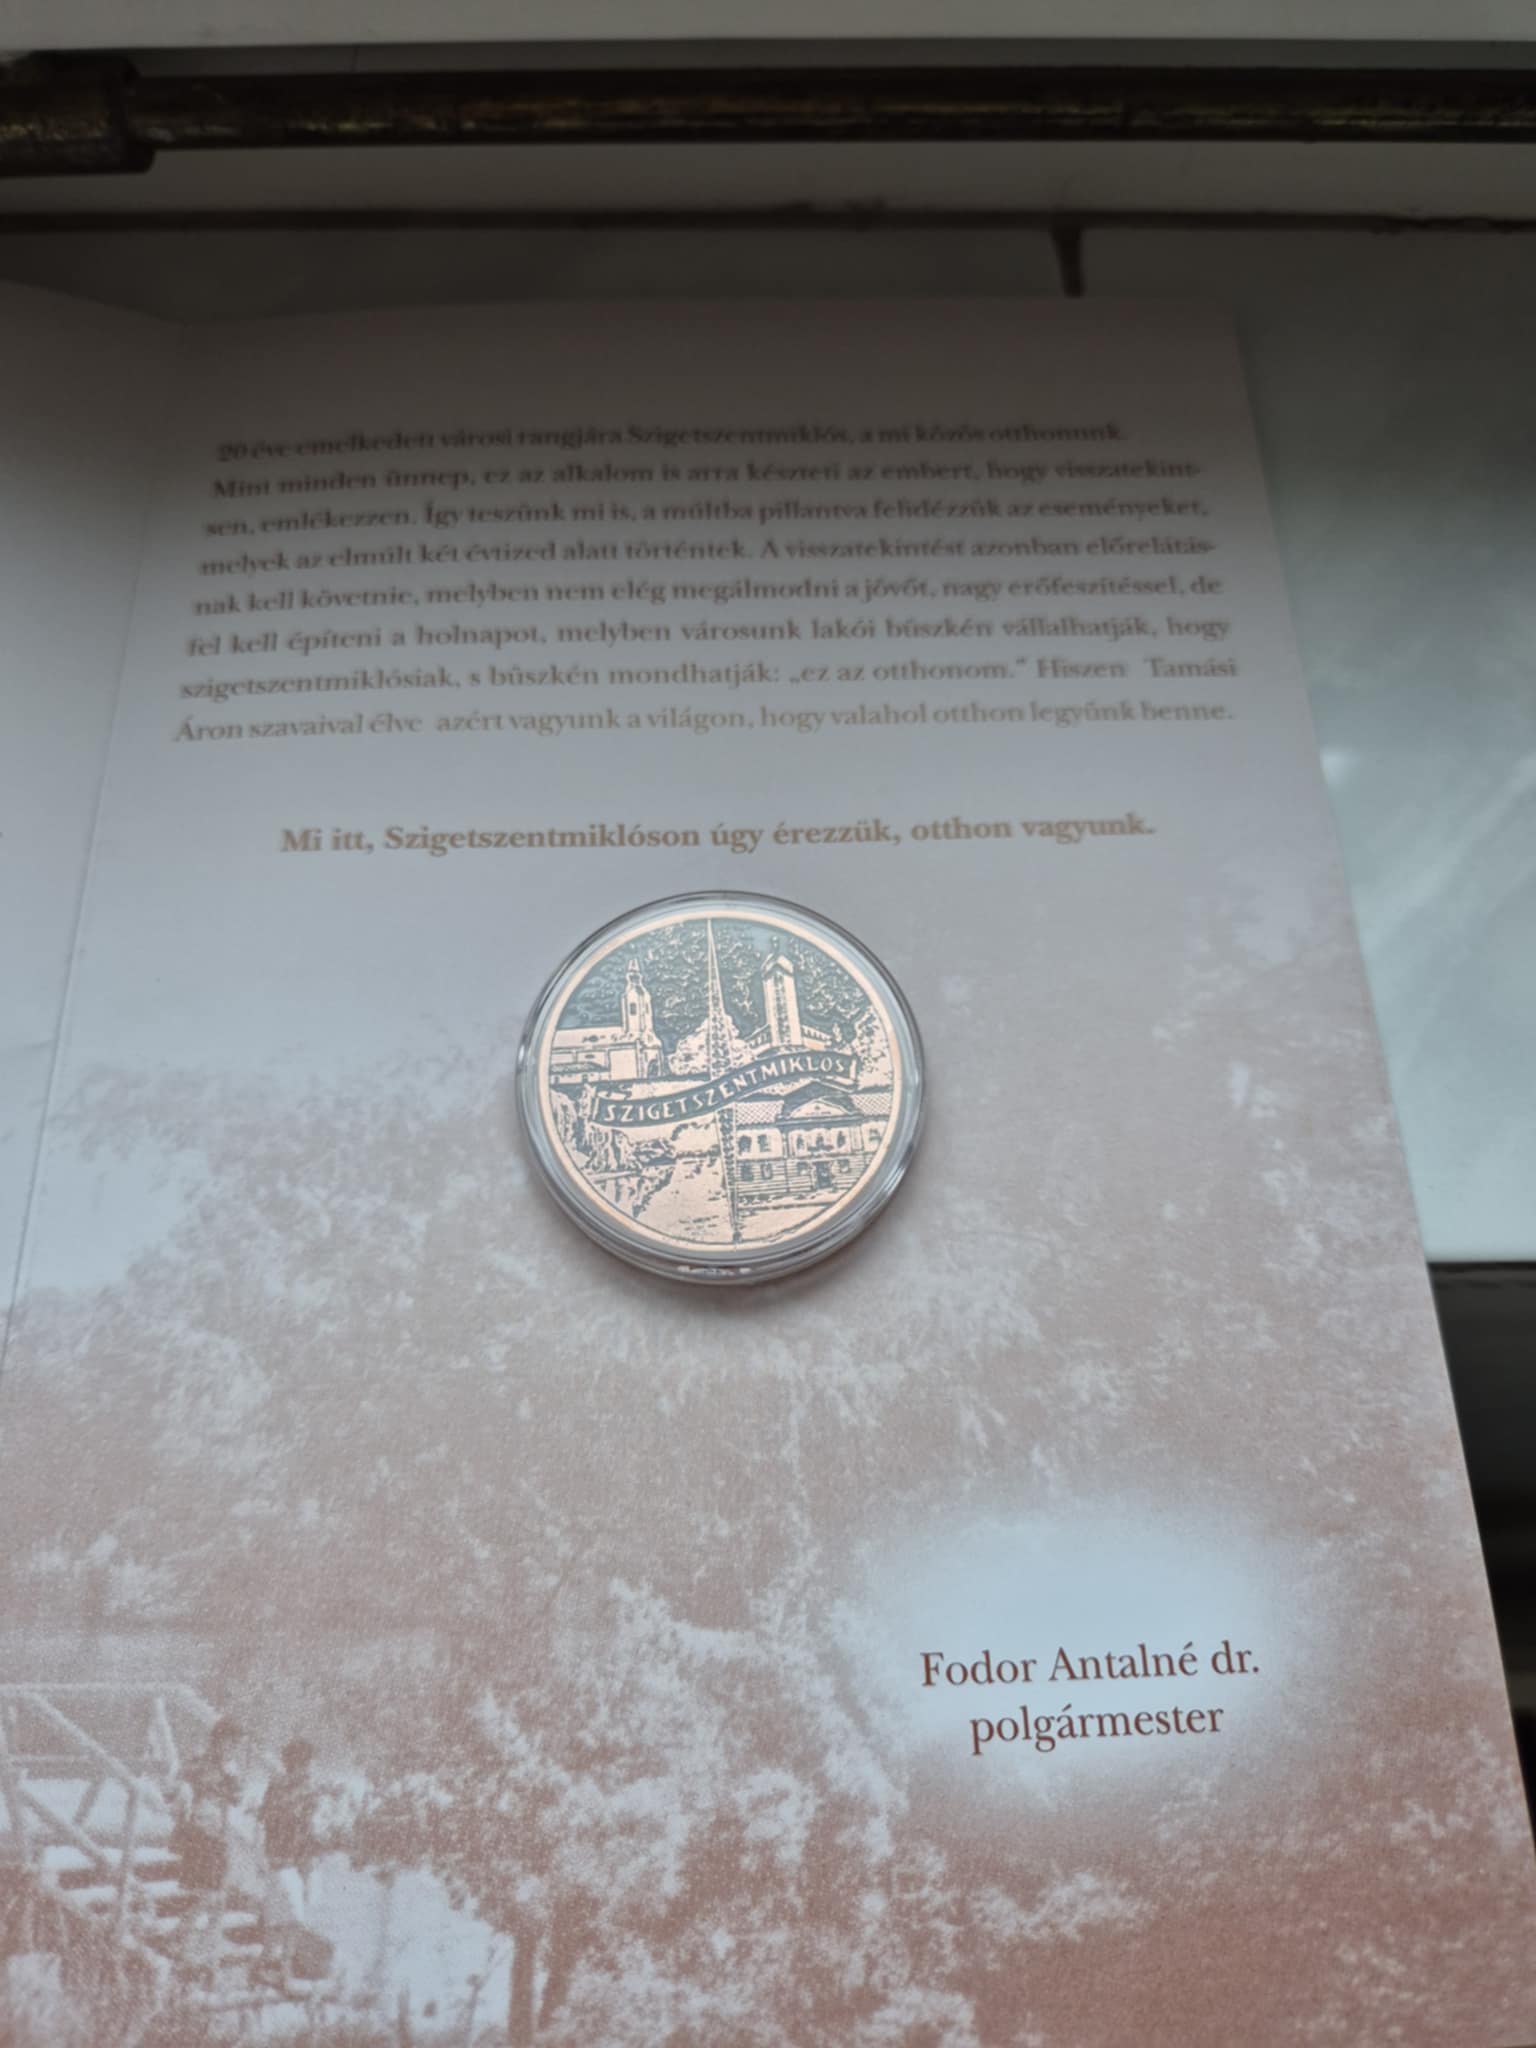 20 éve emelkedett városi rangjára Szigetszentmiklós, a mi közös otthonunk.
Mint minden ünnep, ez az alkalom is arra készteti az embert, hogy visszatekint-
sen, emlékezzen. Így teszünk mi is, a múltba pillantva felidézzük az eseményeket,
melyek az elmúlt két évtized alatt történtek. A visszatekintést azonban előrelátás-
nak kell követnie, melyben nem elég megálmodni a jövőt, nagy erőfeszítéssel, de
fel kell építeni a holnapot, melyben városunk lakói büszkén vállalhatják, hogy
szigetszentmiklósiak, s büszkén mondhatják: „ez az otthonom.” Hiszen Tamási
Áron szavaival élve azért vagyunk a világon, hogy valahol otthon legyünk benne.
Mi itt, Szigetszentmiklóson úgy érezzük, otthon vagyunk.
SZIGETSZENTMIKLÓS
Fodor Antalné dr.
polgármester